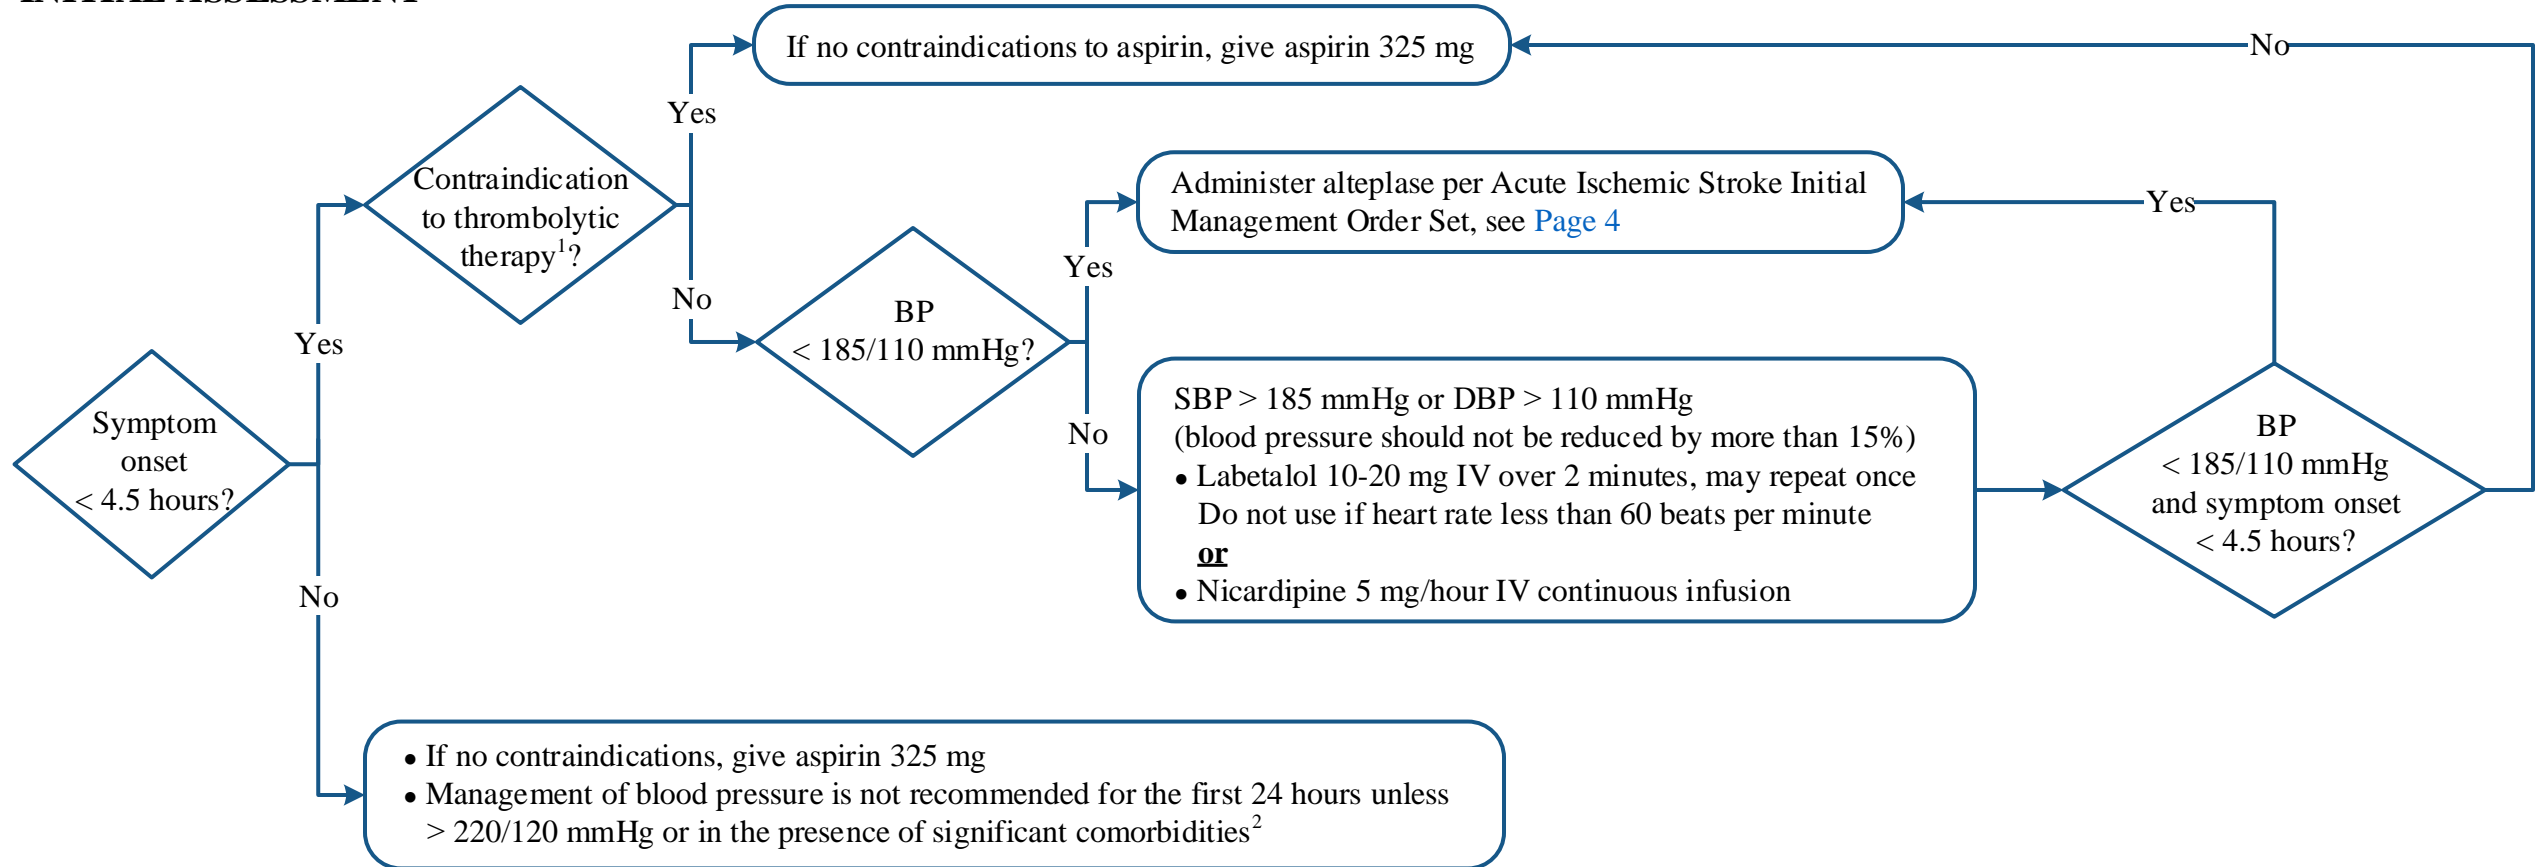 INITIAL ASSESSMENT
If no contraindications to aspirin, give aspirin 325 mg
No
Yes
Contraindication
to thrombolytic
therapy1?
Administer alteplase per Acute Ischemic Stroke Initial
Management Order Set, see Page 4
Yes
Yes
No
BP
< 185/110 mmHg?
Yes
Symptom
onset
< 4.5 hours?
No
SBP > 185 mmHg or DBP > 110 mmHg
(blood pressure should not be reduced by more than 15%)
• Labetalol 10-20 mg IV over 2 minutes, may repeat once
Do not use if heart rate less than 60 beats per minute
or
• Nicardipine 5 mg/hour IV continuous infusion
BP
< 185/110 mmHg
and symptom onset
< 4.5 hours?
No
• If no contraindications, give aspirin 325 mg
• Management of blood pressure is not recommended for the first 24 hours unless
> 220/120 mmHg or in the presence of significant comorbidities2